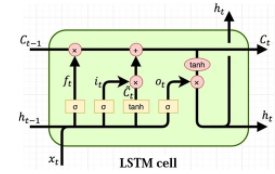 h_t
C_{t-1} × + C_t
tanh
f_t i_t × o_t ×
C̃_t
σ σ tanh σ
h_{t-1} h_t
x_t
LSTM cell